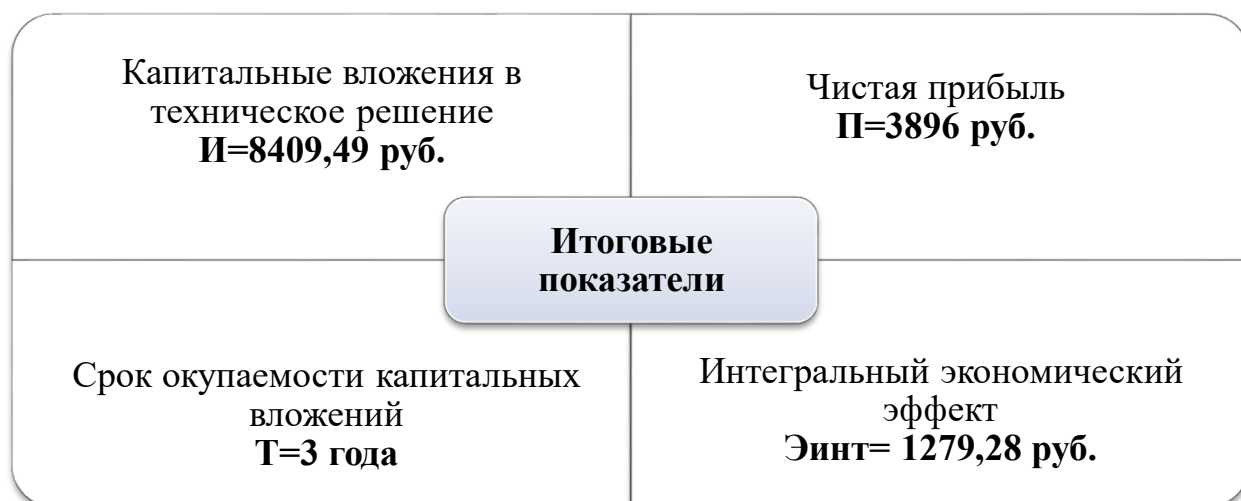 Капитальные вложения в
техническое решение
И=8409,49 руб.
Чистая прибыль
П=3896 руб.
Итоговые
показатели
Срок окупаемости капитальных
вложений
Т=3 года
Интегральный экономический
эффект
Эинт= 1279,28 руб.